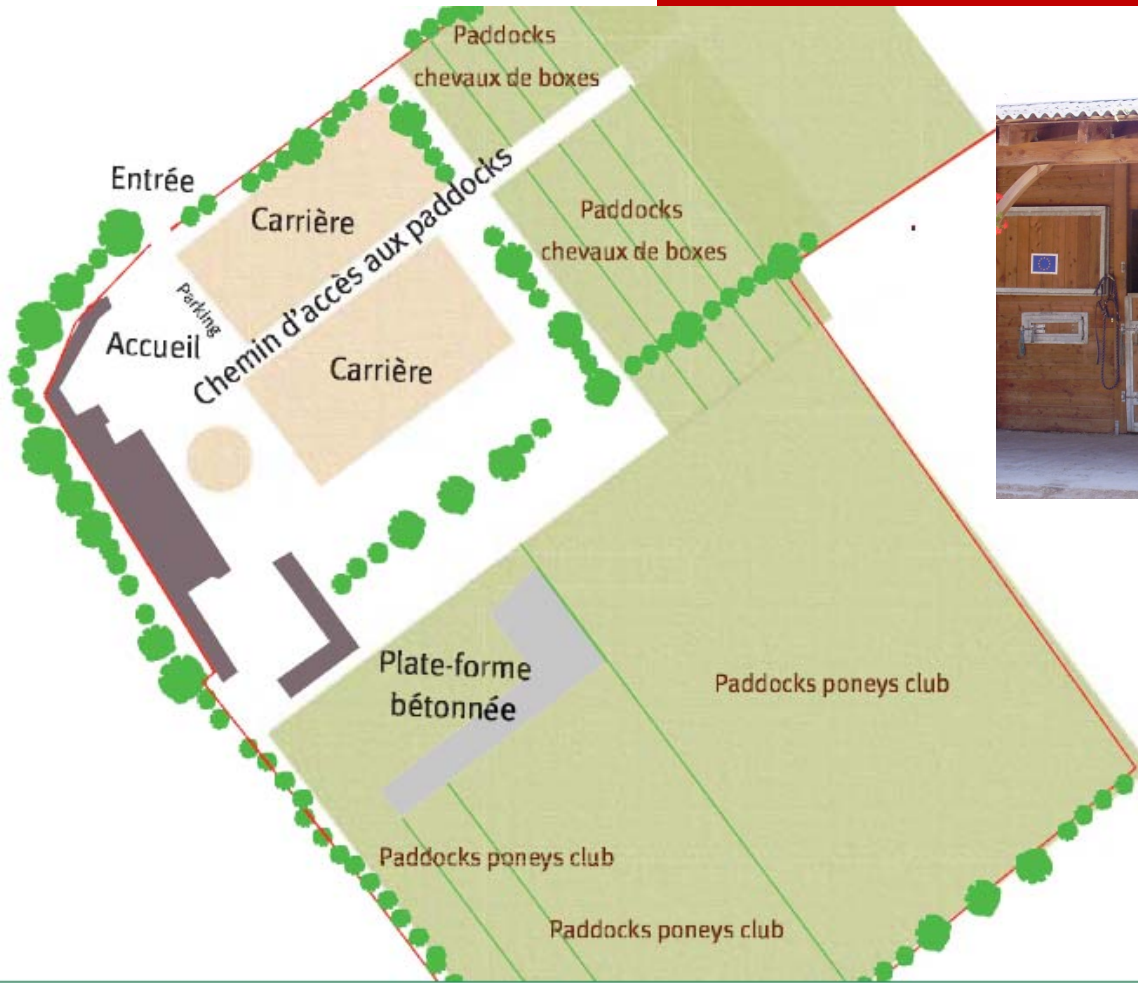 Paddocks
chevaux de boxes
Entrée
Carrière
Chemin d'accès aux paddocks
Paddocks
chevaux de boxes
Parking
Accueil
Carrière
Plate-forme
bétonnée
Paddocks poneys club
Paddocks poneys club
Paddocks poneys club